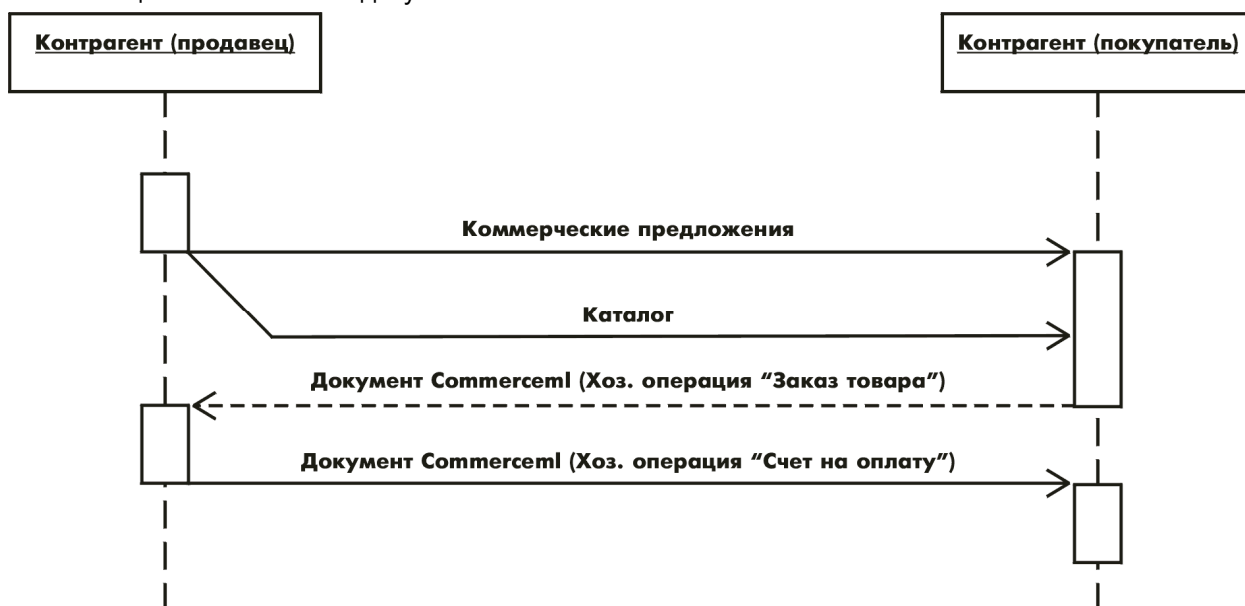 Контрагент (продавец)
Контрагент (покупатель)
Коммерческие предложения
Каталог
Документ Commerceml (Хоз. операция “Заказ товара”)
Документ Commerceml (Хоз. операция “Счет на оплату”)